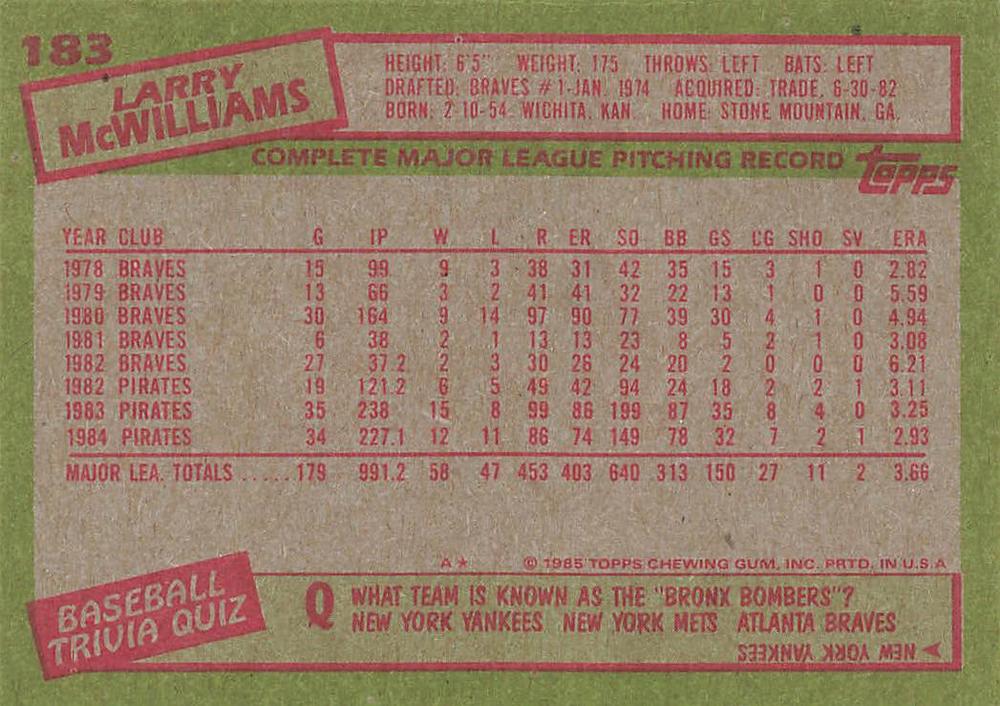 183
LARRY
McWILLIAMS
HEIGHT: 6'5" WEIGHT: 175 THROWS: LEFT BATS: LEFT
DRAFTED: BRAVES #1-JAN. 1974 ACQUIRED: TRADE, 6-30-82
BORN: 2-10-54, WICHITA, KAN. HOME: STONE MOUNTAIN, GA.
COMPLETE MAJOR LEAGUE PITCHING RECORD topps
YEAR CLUB G IP W L R ER SO BB GS CG SHO SV ERA
1978 BRAVES 15 99 9 3 38 31 42 35 15 3 1 0 2.82
1979 BRAVES 13 66 3 2 41 41 32 22 13 1 0 0 5.59
1980 BRAVES 30 164 9 14 97 90 77 39 30 4 1 0 4.94
1981 BRAVES 6 38 2 1 13 13 23 8 5 2 1 0 3.08
1982 BRAVES 27 37.2 2 3 30 26 24 20 2 0 0 0 6.21
1982 PIRATES 19 121.2 6 5 49 42 94 24 18 2 2 1 3.11
1983 PIRATES 35 238 15 8 99 86 199 87 35 8 4 0 3.25
1984 PIRATES 34 227.1 12 11 86 74 149 78 32 7 2 1 2.93
MAJOR LEA. TOTALS .....179 991.2 58 47 453 403 640 313 150 27 11 2 3.66
A★ © 1985 TOPPS CHEWING GUM, INC. PRTD. IN U.S.A
BASEBALL
TRIVIA QUIZ
Q WHAT TEAM IS KNOWN AS THE "BRONX BOMBERS"?
NEW YORK YANKEES NEW YORK METS ATLANTA BRAVES
NEW YORK YANKEES